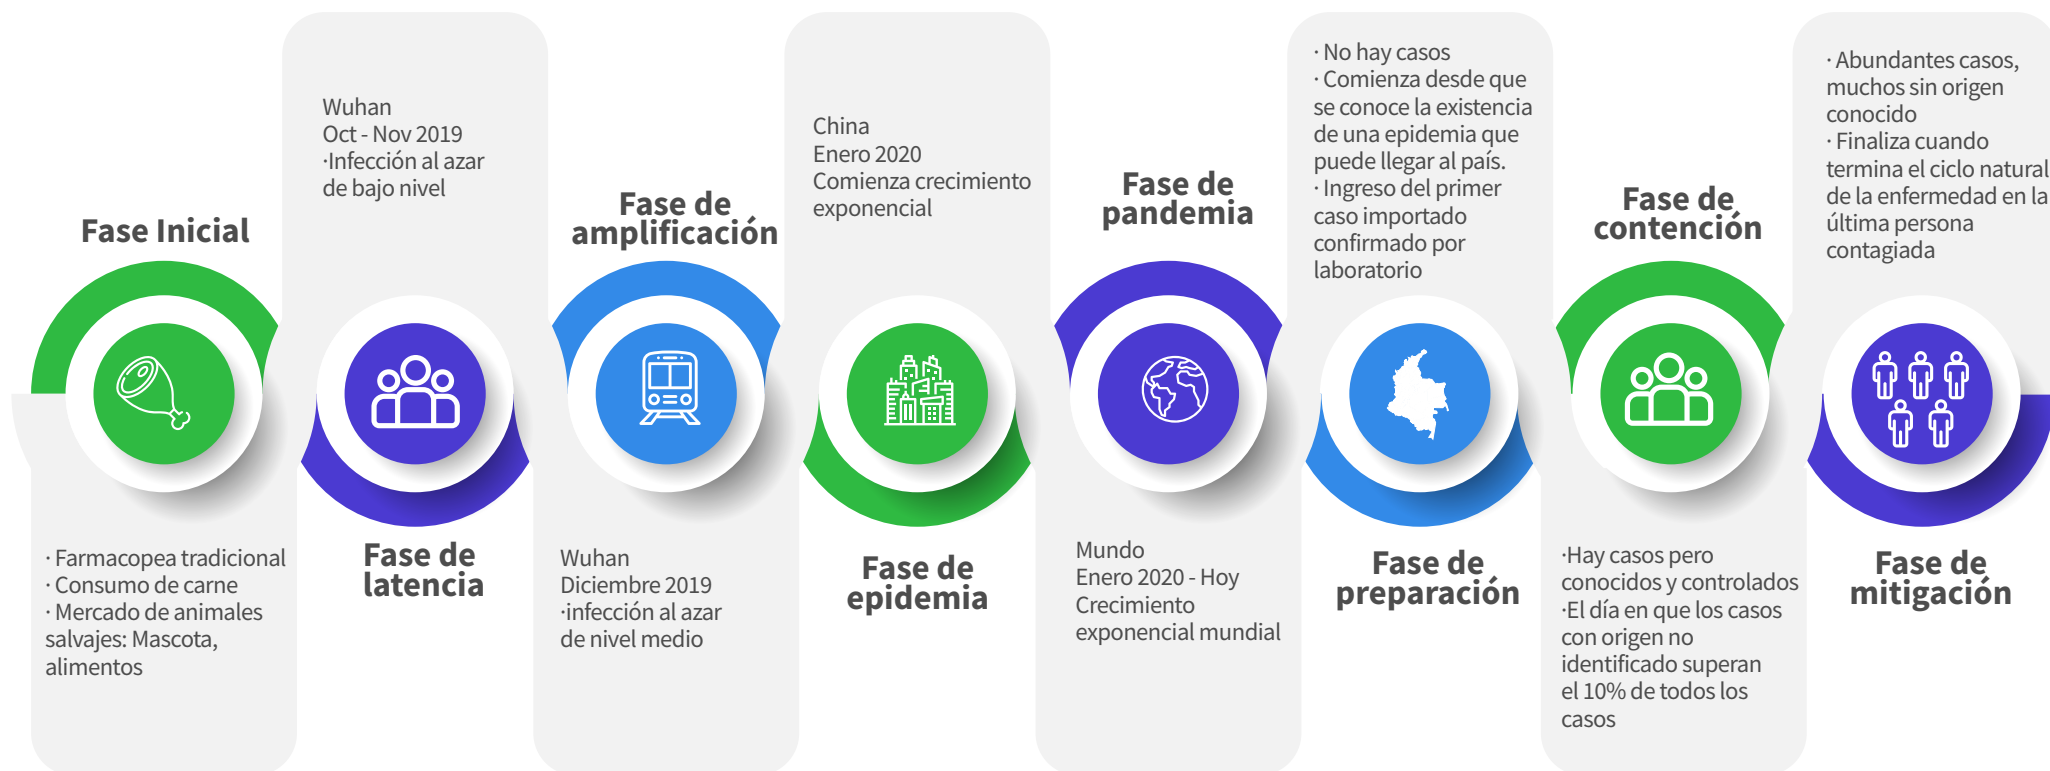 Fase Inicial
· Farmacopea tradicional
· Consumo de carne
· Mercado de animales
salvajes: Mascota,
alimentos
Wuhan
Oct - Nov 2019
·Infección al azar
de bajo nivel
Fase de
latencia
Fase de
amplificación
Wuhan
Diciembre 2019
·infección al azar
de nivel medio
China
Enero 2020
Comienza crecimiento
exponencial
Fase de
epidemia
Fase de
pandemia
Mundo
Enero 2020 - Hoy
Crecimiento
exponencial mundial
· No hay casos
· Comienza desde que
se conoce la existencia
de una epidemia que
puede llegar al país.
· Ingreso del primer
caso importado
confirmado por
laboratorio
Fase de
preparación
Fase de
contención
·Hay casos pero
conocidos y controlados
·El día en que los casos
con origen no
identificado superan
el 10% de todos los
casos
· Abundantes casos,
muchos sin origen
conocido
· Finaliza cuando
termina el ciclo natural
de la enfermedad en la
última persona
contagiada
Fase de
mitigación